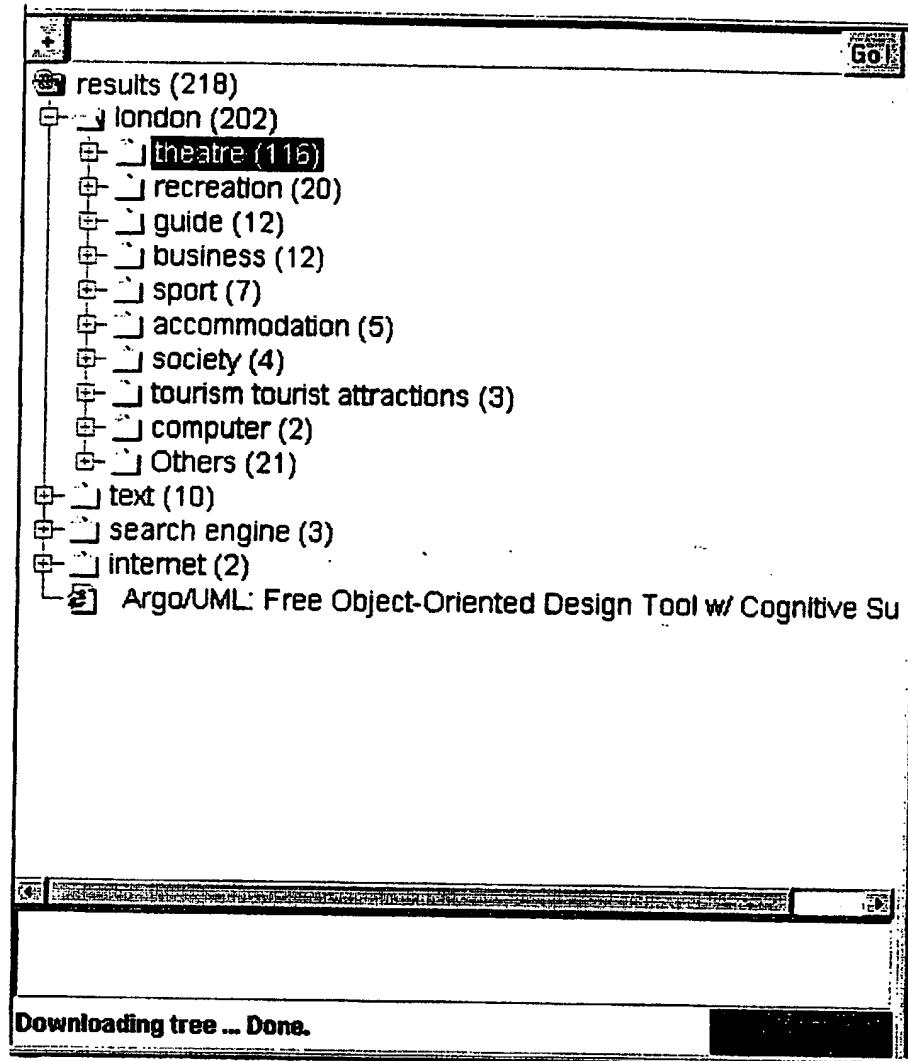 + Go!
results (218)
london (202)
theatre (116)
recreation (20)
guide (12)
business (12)
sport (7)
accommodation (5)
society (4)
tourism tourist attractions (3)
computer (2)
Others (21)
text (10)
search engine (3)
internet (2)
Argo/UML: Free Object-Oriented Design Tool w/ Cognitive Su
Downloading tree ... Done.